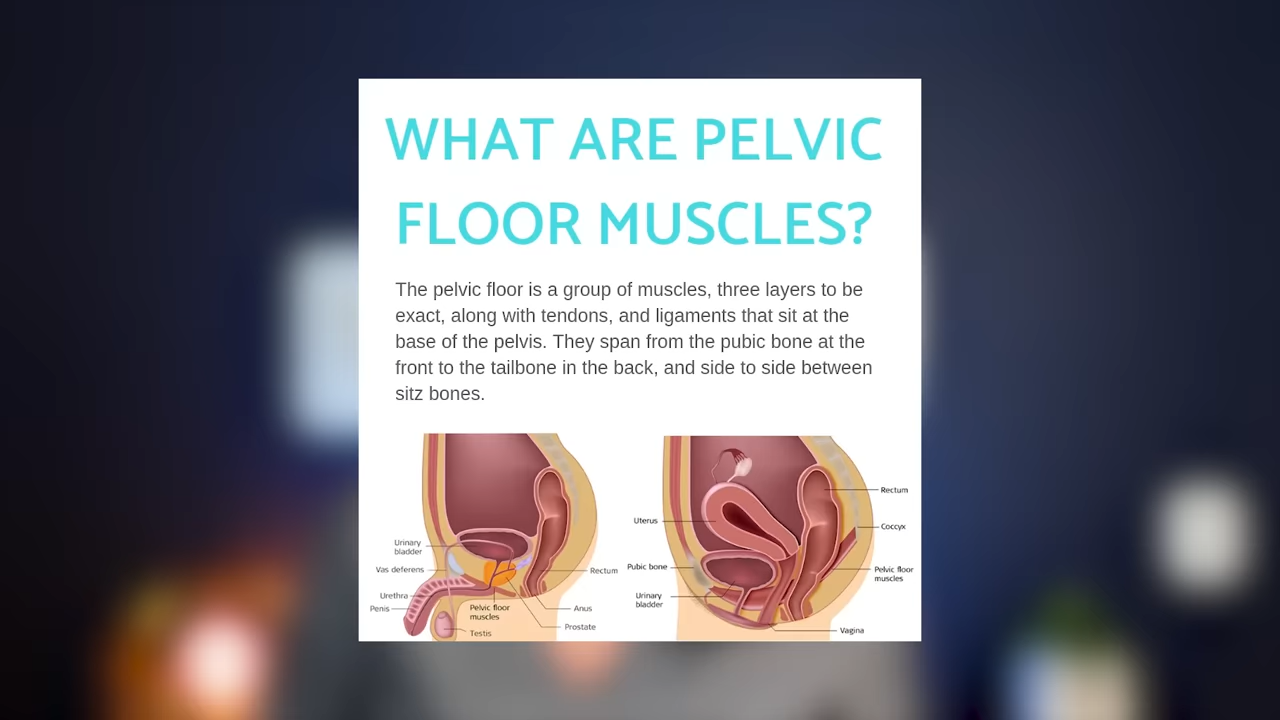 WHAT ARE PELVIC
FLOOR MUSCLES?
The pelvic floor is a group of muscles, three layers to be
exact, along with tendons, and ligaments that sit at the
base of the pelvis. They span from the pubic bone at the
front to the tailbone in the back, and side to side between
sitz bones.
Urinary
bladder
Vas deferens
Urethra
Penis
Pelvic floor
muscles
Testis
Rectum
Anus
Prostate
Uterus
Pubic bone
Urinary
bladder
Rectum
Coccyx
Pelvic floor
muscles
Vagina